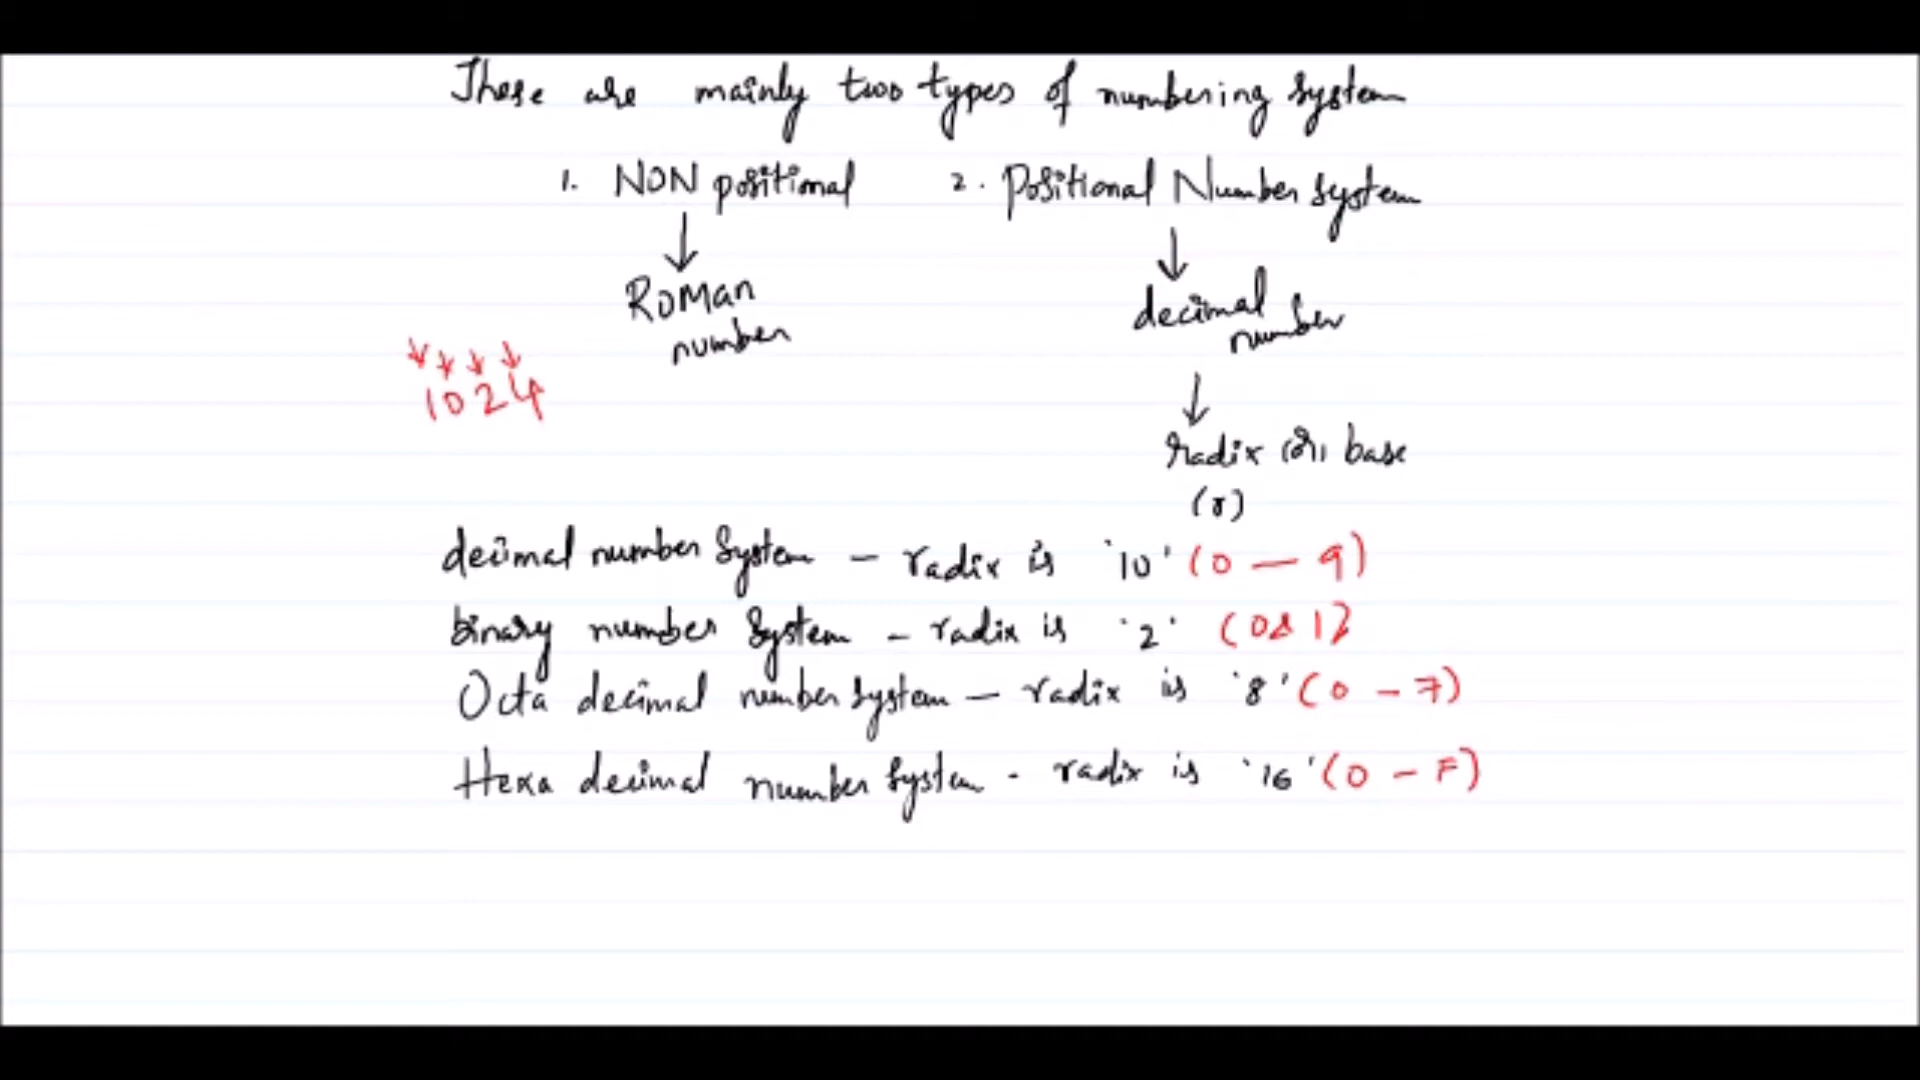 There are mainly two types of numbering system
1. NON positional 2. Positional Number system
Roman number
decimal number
1024
radix (or) base
(r)
decimal number system - radix is '10' (0 - 9)
binary number system - radix is '2' (0 & 1)
Octa decimal number system - radix is '8' (0 - 7)
Hexa decimal number system - radix is '16' (0 - F)